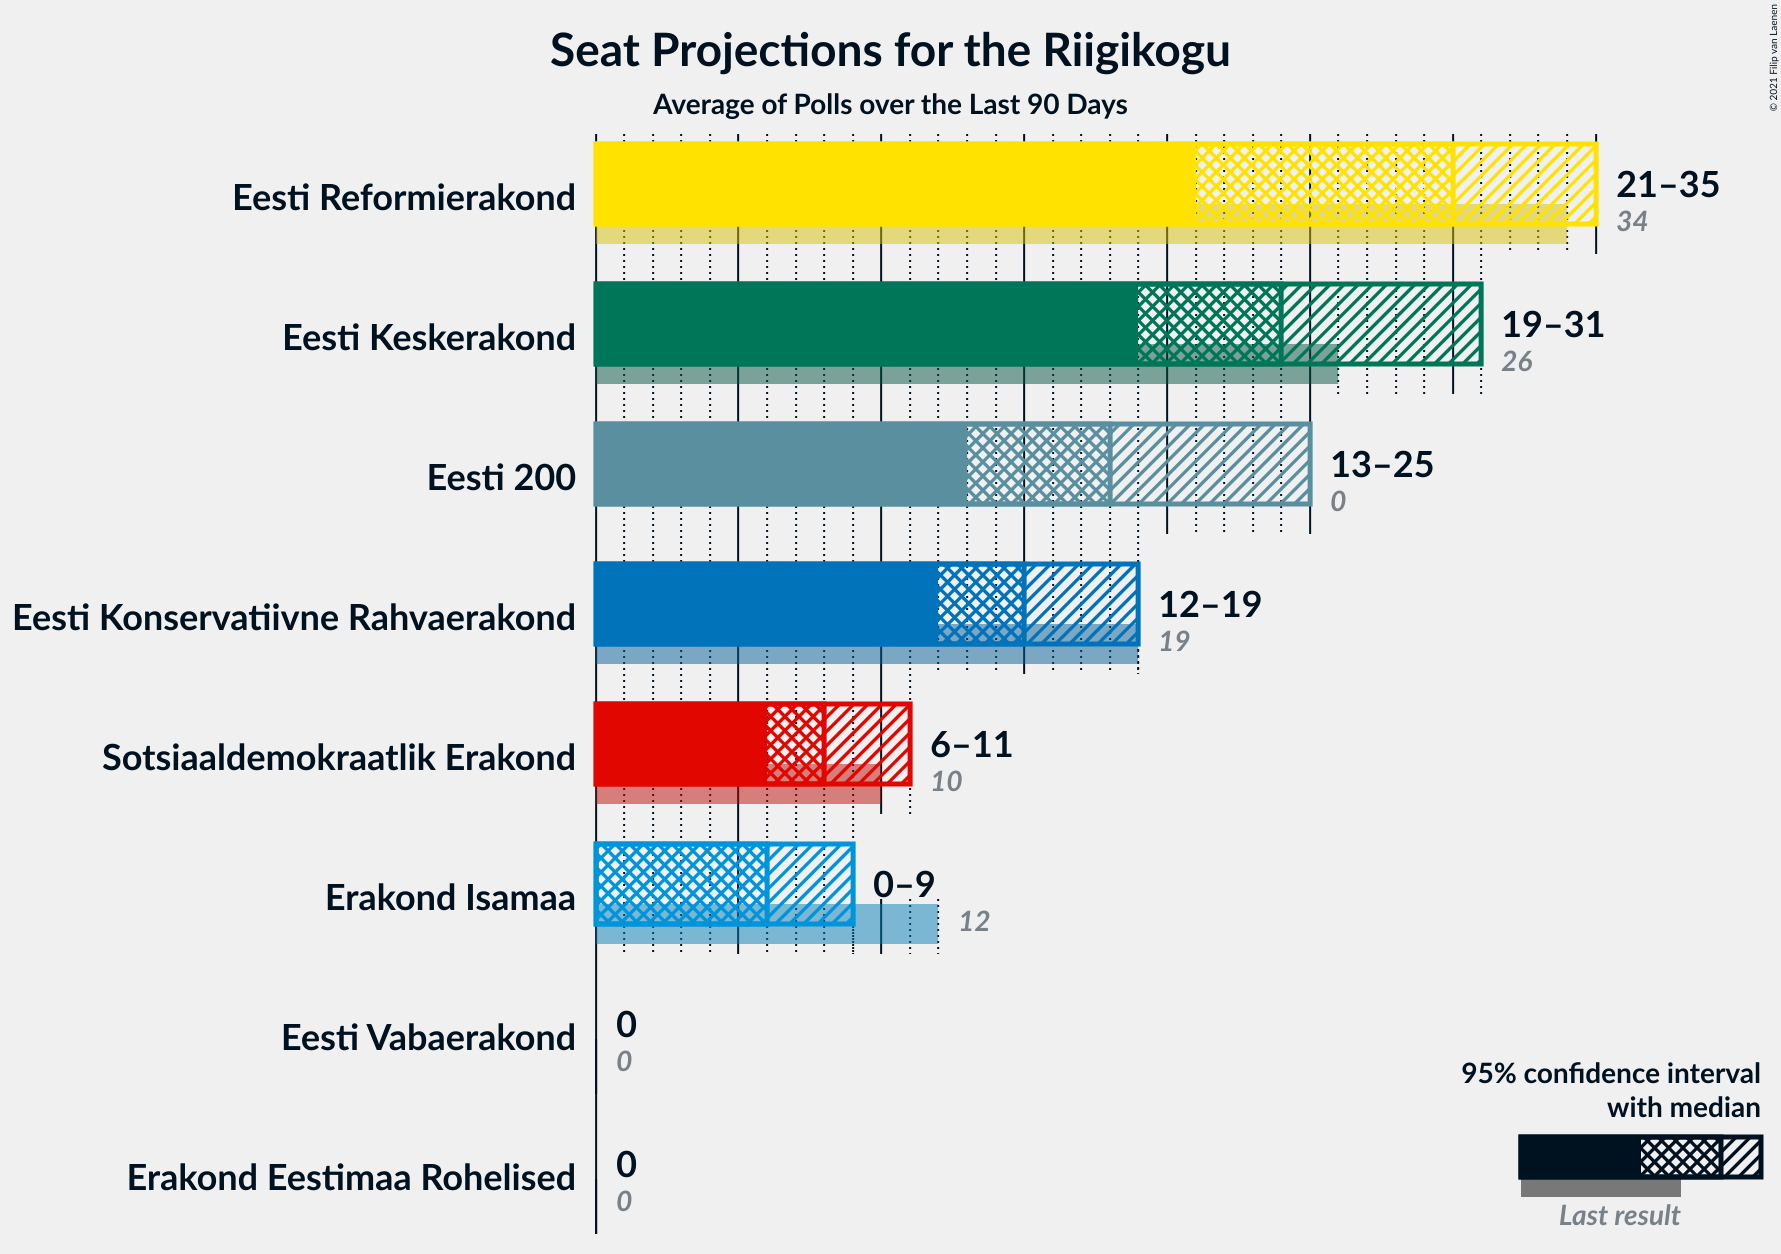 Seat Projections for the Riigikogu
Average of Polls over the Last 90 Days
© 2021 Filip van Laenen
Eesti Reformierakond
21–35
34
Eesti Keskerakond
19–31
26
Eesti 200
13–25
0
Eesti Konservatiivne Rahvaerakond
12–19
19
Sotsiaaldemokraatlik Erakond
6–11
10
Erakond Isamaa
0–9
12
Eesti Vabaerakond
0
0
Erakond Eestimaa Rohelised
0
0
95% confidence interval
with median
Last result